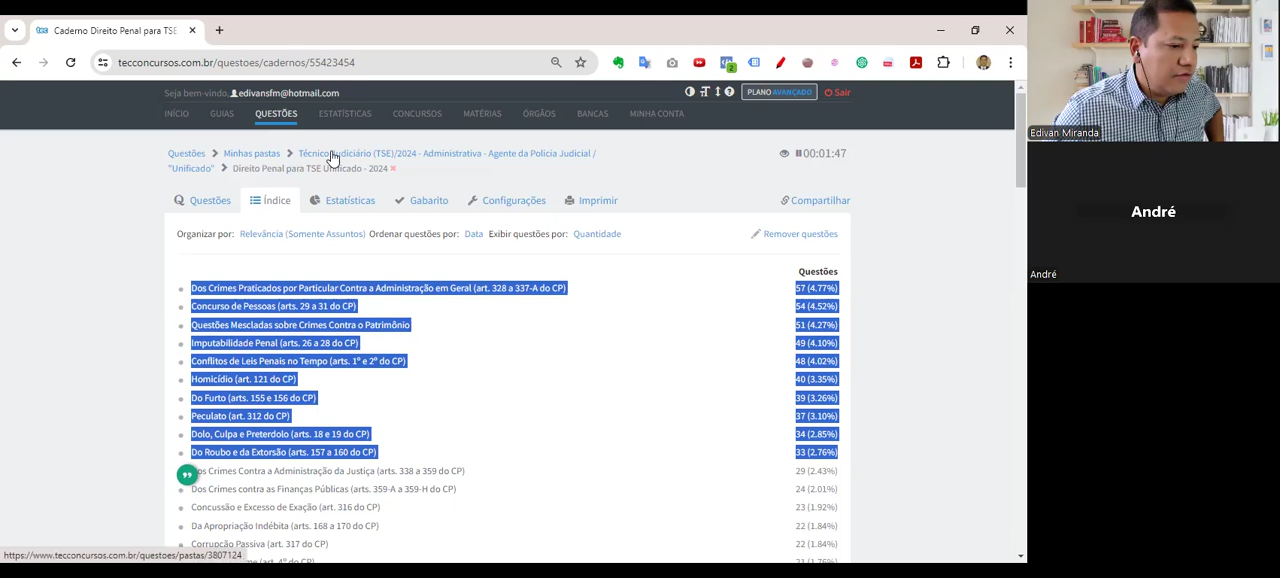 Caderno Direito Penal para TSE
tecconcursos.com.br/questoes/cadernos/55423454
2
Seja bem-vindo, edivansfm@hotmail.com
PLANO AVANÇADO
Sair
INÍCIO GUIAS QUESTÕES ESTATÍSTICAS CONCURSOS MATÉRIAS ÓRGÃOS BANCAS MINHA CONTA
Questões Minhas pastas Técnico Judiciário (TSE)/2024 - Administrativa - Agente da Polícia Judicial /
"Unificado" Direito Penal para TSE Unificado - 2024
00:01:47
Questões Índice Estatísticas Gabarito Configurações Imprimir Compartilhar
Organizar por: Relevância (Somente Assuntos) Ordenar questões por: Data Exibir questões por: Quantidade Remover questões
Questões
Dos Crimes Praticados por Particular Contra a Administração em Geral (art. 328 a 337-A do CP) 57 (4.77%)
Concurso de Pessoas (arts. 29 a 31 do CP) 54 (4.52%)
Questões Mescladas sobre Crimes Contra o Patrimônio 51 (4.27%)
Imputabilidade Penal (arts. 26 a 28 do CP) 49 (4.10%)
Conflitos de Leis Penais no Tempo (arts. 1º e 2º do CP) 48 (4.02%)
Homicídio (art. 121 do CP) 40 (3.35%)
Do Furto (arts. 155 e 156 do CP) 39 (3.26%)
Peculato (art. 312 do CP) 37 (3.10%)
Dolo, Culpa e Preterdolo (arts. 18 e 19 do CP) 34 (2.85%)
Do Roubo e da Extorsão (arts. 157 a 160 do CP) 33 (2.76%)
os Crimes Contra a Administração da Justiça (arts. 338 a 359 do CP) 29 (2.43%)
Dos Crimes contra as Finanças Públicas (arts. 359-A a 359-H do CP) 24 (2.01%)
Concussão e Excesso de Exação (art. 316 do CP) 23 (1.92%)
Da Apropriação Indébita (arts. 168 a 170 do CP) 22 (1.84%)
Corrupção Passiva (art. 317 do CP) 22 (1.84%)
https://www.tecconcursos.com.br/questoes/pastas/3807124
Edivan Miranda
André
André